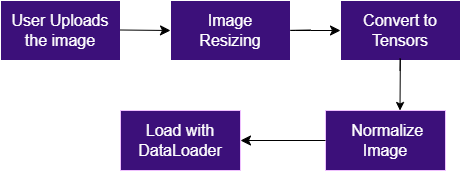 User Uploads
the image
Image
Resizing
Convert to
Tensors
Normalize
Image
Load with
DataLoader